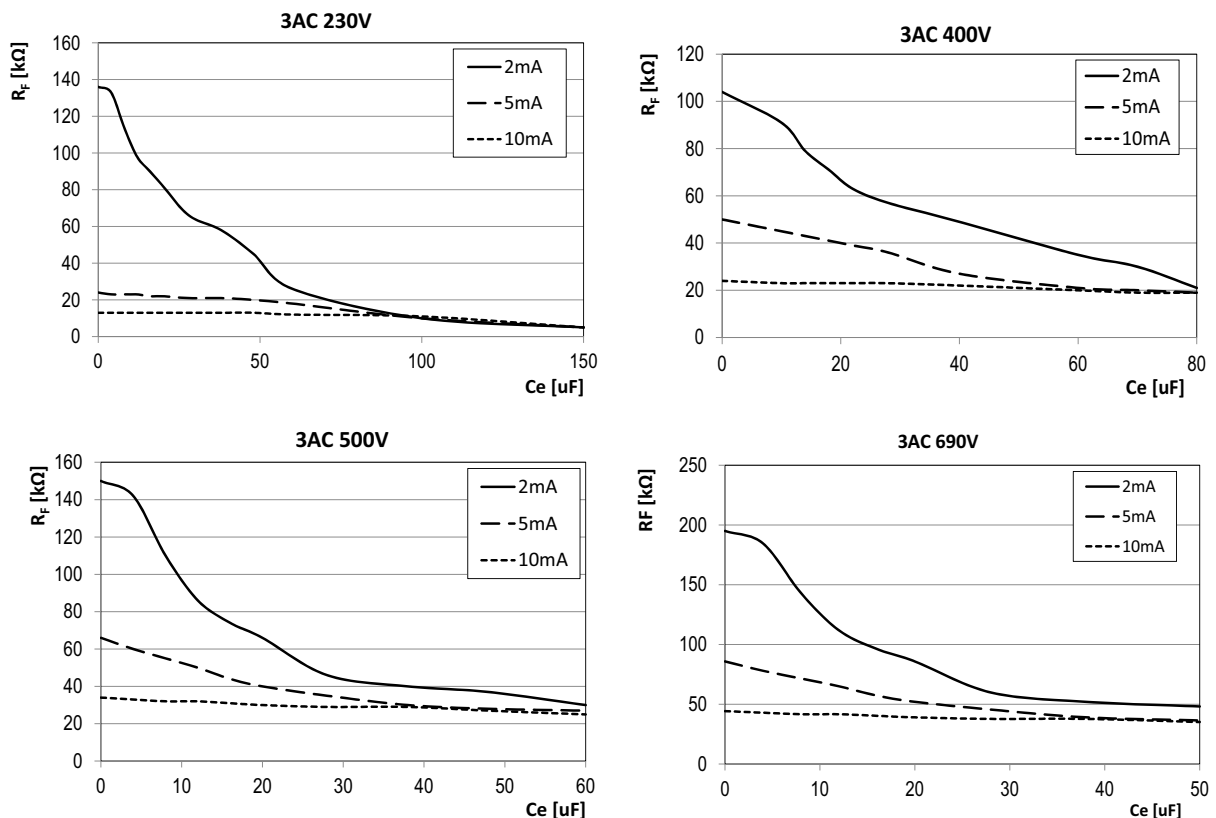 3AC 230V
R_F [kΩ]
160
140
120
100
80
60
40
20
0
0 50 100 150
Ce [uF]
2mA
5mA
10mA
3AC 400V
R_F [kΩ]
120
100
80
60
40
20
0
0 20 40 60 80
Ce [uF]
2mA
5mA
10mA
3AC 500V
R_F [kΩ]
160
140
120
100
80
60
40
20
0
0 10 20 30 40 50 60
Ce [uF]
2mA
5mA
10mA
3AC 690V
RF [kΩ]
250
200
150
100
50
0
0 10 20 30 40 50
Ce [uF]
2mA
5mA
10mA